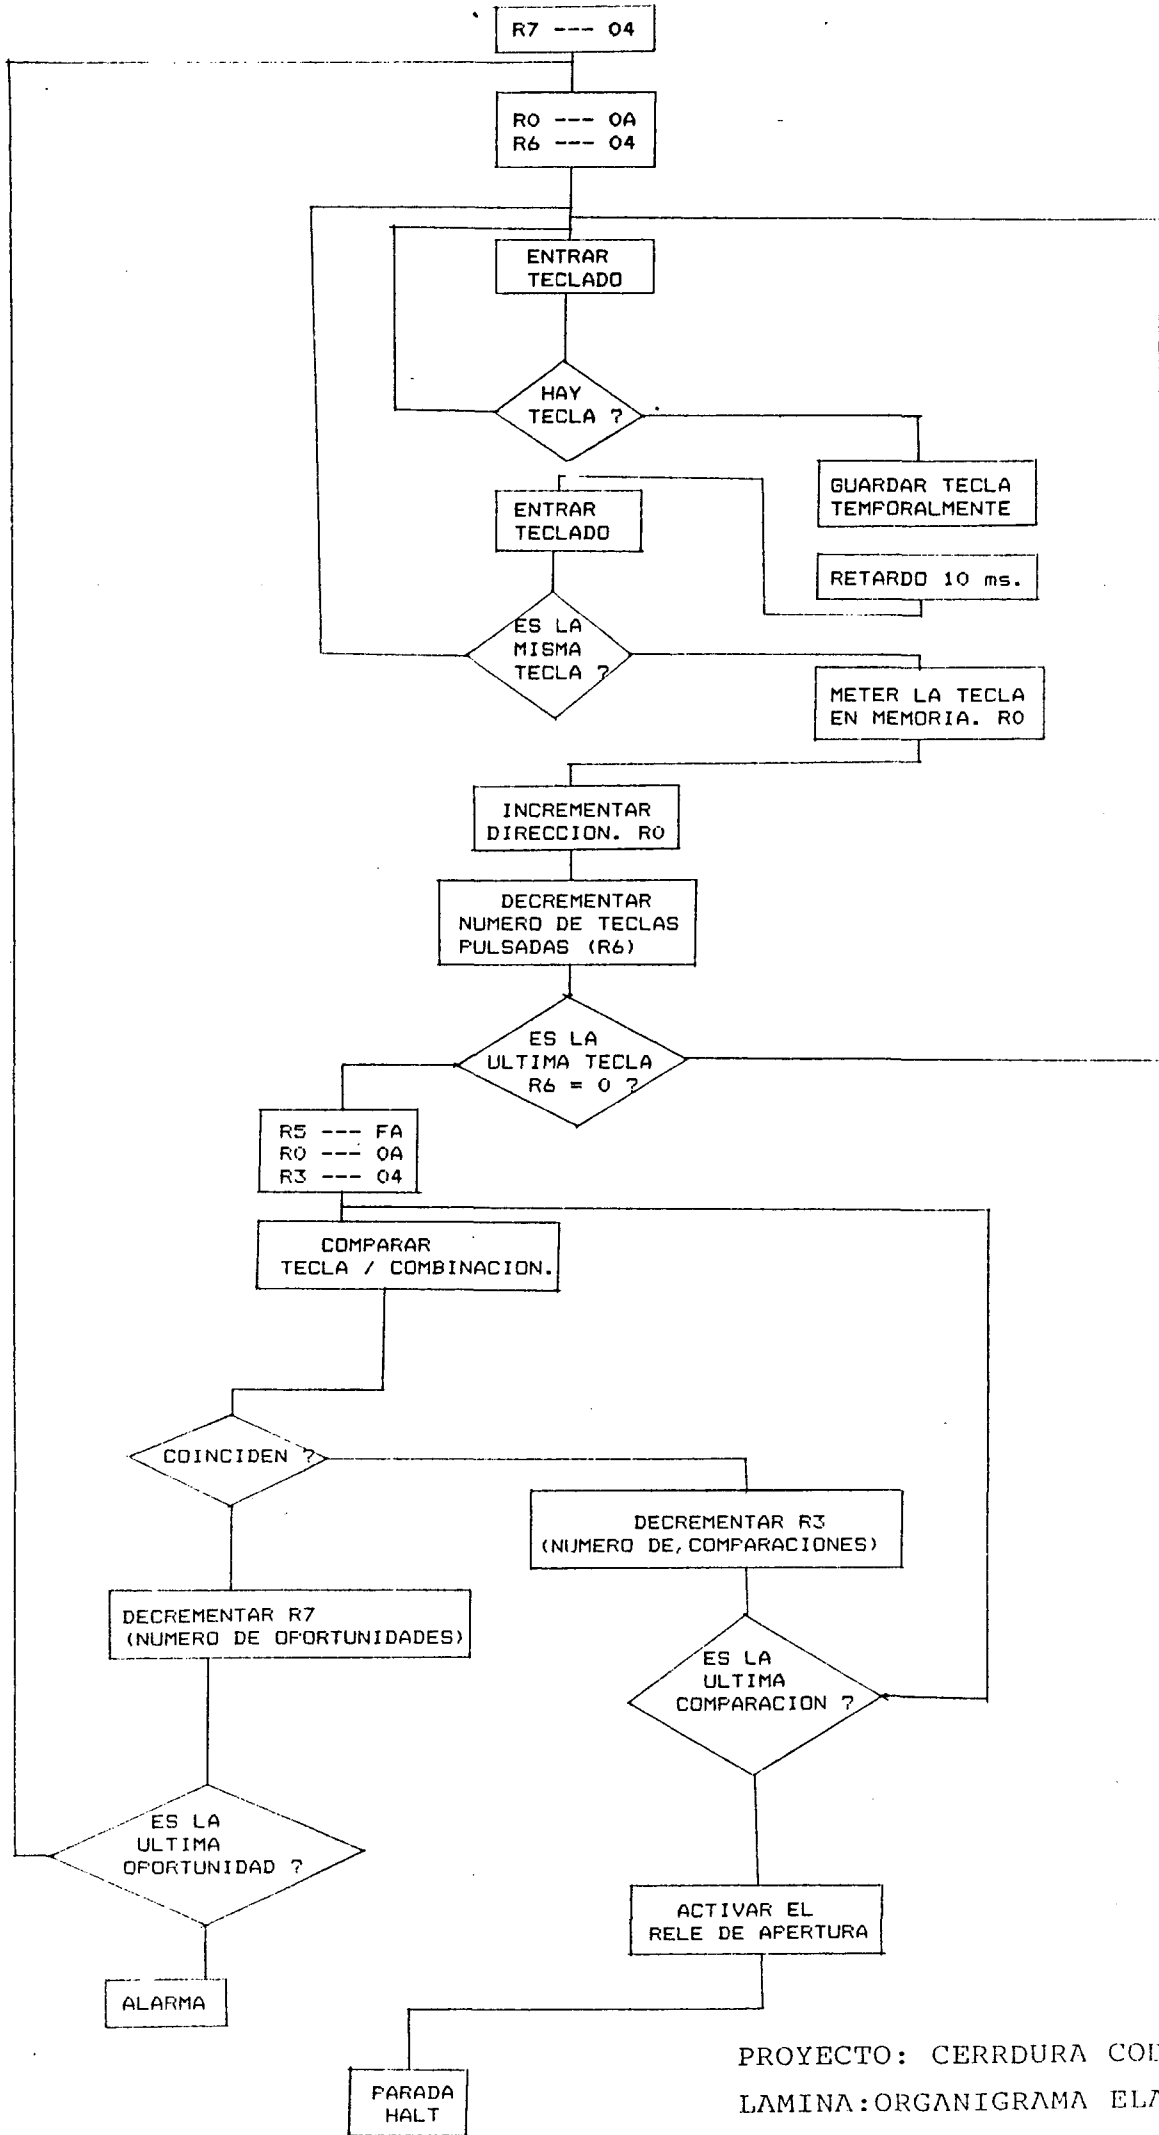 R7 --- 04
R0 --- 0A
R6 --- 04
ENTRAR
TECLADO
HAY
TECLA ?
GUARDAR TECLA
TEMPORALMENTE
ENTRAR
TECLADO
RETARDO 10 ms.
ES LA
MISMA
TECLA ?
METER LA TECLA
EN MEMORIA. R0
INCREMENTAR
DIRECCION. R0
DECREMENTAR
NUMERO DE TECLAS
PULSADAS (R6)
ES LA
ULTIMA TECLA
R6 = 0 ?
R5 --- FA
R0 --- 0A
R3 --- 04
COMPARAR
TECLA / COMBINACION.
COINCIDEN ?
DECREMENTAR R3
(NUMERO DE COMPARACIONES)
DECREMENTAR R7
(NUMERO DE OPORTUNIDADES)
ES LA
ULTIMA
COMPARACION ?
ES LA
ULTIMA
OPORTUNIDAD ?
ACTIVAR EL
RELE DE APERTURA
ALARMA
PARADA
HALT
PROYECTO: CERRDURA
LAMINA:ORGANIGRAMA